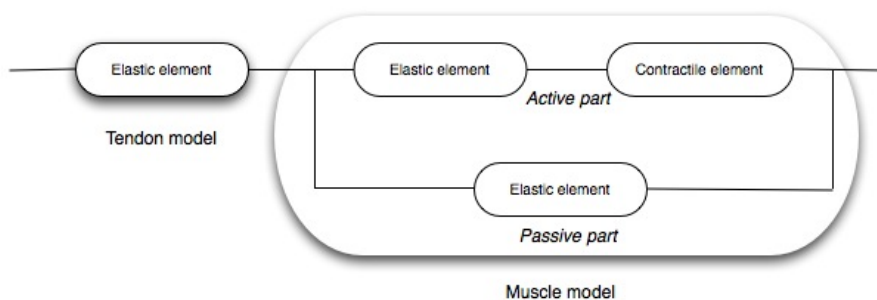 Elastic element
Elastic element
Contractile element
Active part
Tendon model
Elastic element
Passive part
Muscle model